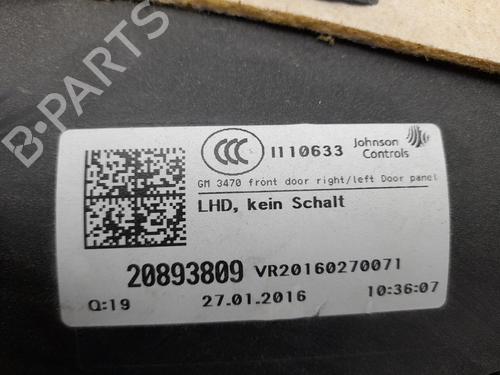 CCC I110633 Johnson Controls
GM 3470 front door right/left Door panel
LHD, kein Schalt
20893809 VR20160270071
Q:19 27.01.2016 10:36:07
B-PARTS